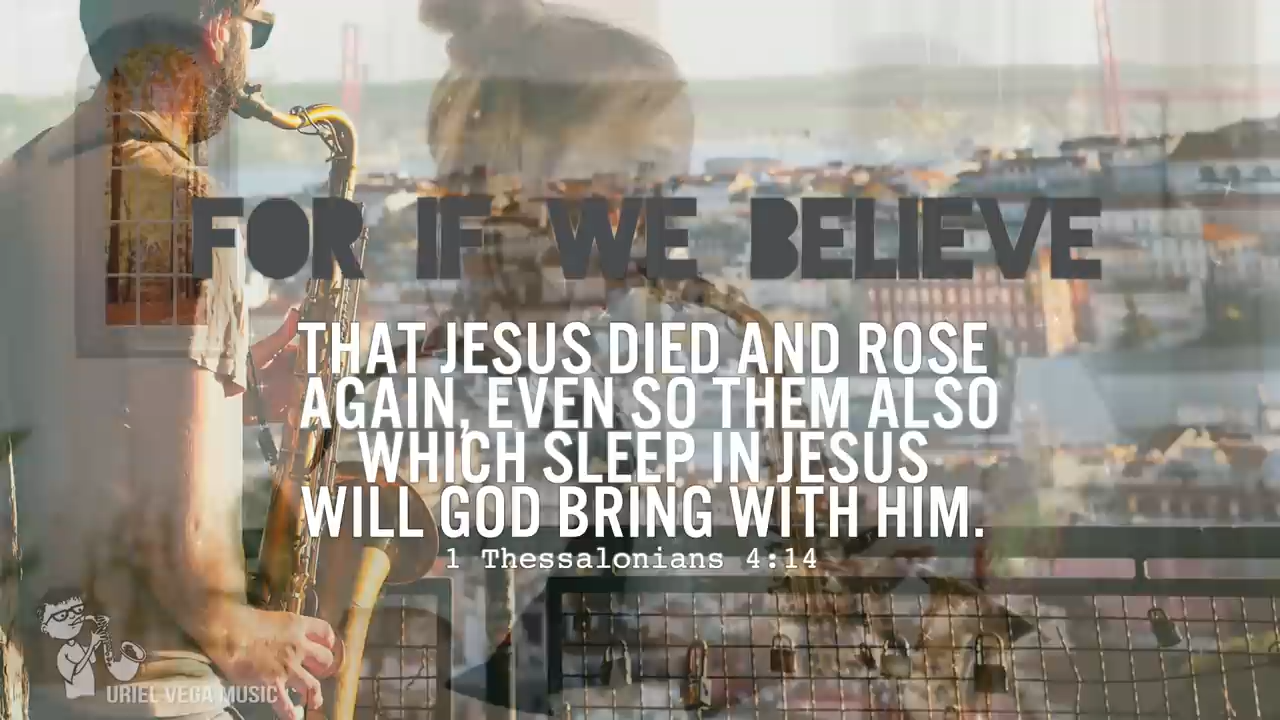 FOR IF WE BELIEVE
THAT JESUS DIED AND ROSE
AGAIN, EVEN SO THEM ALSO
WHICH SLEEP IN JESUS
WILL GOD BRING WITH HIM.
1 Thessalonians 4:14
URIEL VEGA MUSIC